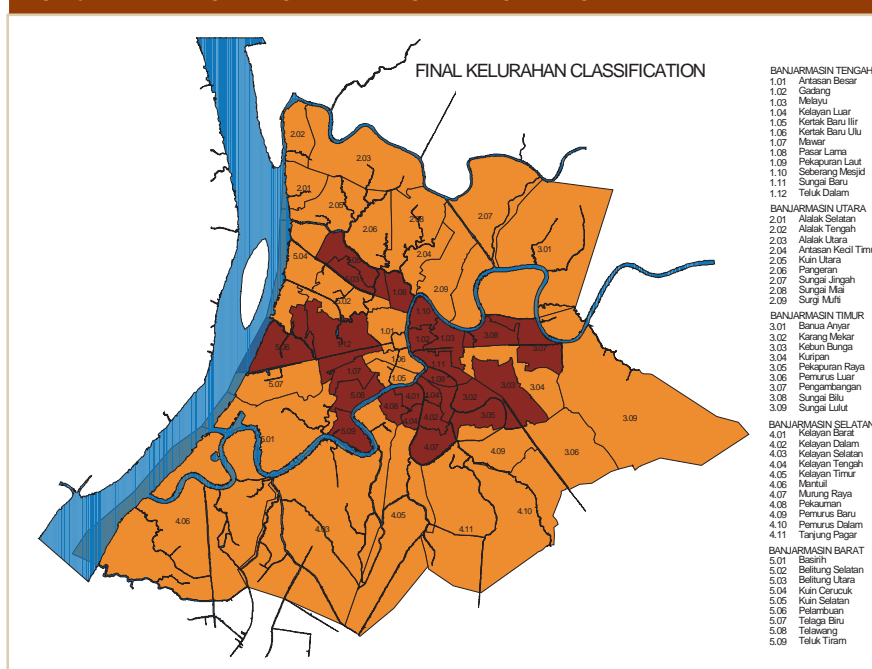 FINAL KELURAHAN CLASSIFICATION
BANJARMASIN TENGAH
1.01 Antasan Besar
1.02 Gadang
1.03 Melayu
1.04 Kelayan Luar
1.05 Kertak Baru Ilir
1.06 Kertak Baru Ulu
1.07 Mawar
1.08 Pasar Lama
1.09 Pekapuran Laut
1.10 Seberang Mesjid
1.11 Sungai Baru
1.12 Teluk Dalam
BANJARMASIN UTARA
2.01 Alalak Selatan
2.02 Alalak Tengah
2.03 Alalak Utara
2.04 Antasan Kecil Timu
2.05 Kuin Utara
2.06 Pangeran
2.07 Sungai Jingah
2.08 Sungai Miai
2.09 Surgi Mufti
BANJARMASIN TIMUR
3.01 Banua Anyar
3.02 Karang Mekar
3.03 Kebun Bunga
3.04 Kuripan
3.05 Pekapuran Raya
3.06 Pemurus Luar
3.07 Pengambangan
3.08 Sungai Bilu
3.09 Sungai Lulut
BANJARMASIN SELATAN
4.01 Kelayan Barat
4.02 Kelayan Dalam
4.03 Kelayan Selatan
4.04 Kelayan Tengah
4.05 Kelayan Timur
4.06 Mantuil
4.07 Murung Raya
4.08 Pekauman
4.09 Pemurus Baru
4.10 Pemurus Dalam
4.11 Tanjung Pagar
BANJARMASIN BARAT
5.01 Basirih
5.02 Belitung Selatan
5.03 Belitung Utara
5.04 Kuin Cerucuk
5.05 Kuin Selatan
5.06 Pelambuan
5.07 Telaga Biru
5.08 Telawang
5.09 Teluk Tiram
2.02
2.03
2.01
2.05
2.06
2.07
2.04
3.01
5.04
2.09
5.02
1.10
1.01
1.02
1.03
3.08
3.07
1.12
1.06
1.11
1.07
1.05
5.07
3.03
3.04
4.01
3.02
4.02
3.05
3.09
5.01
4.07
4.09
3.06
4.06
4.03
4.05
4.11
4.10